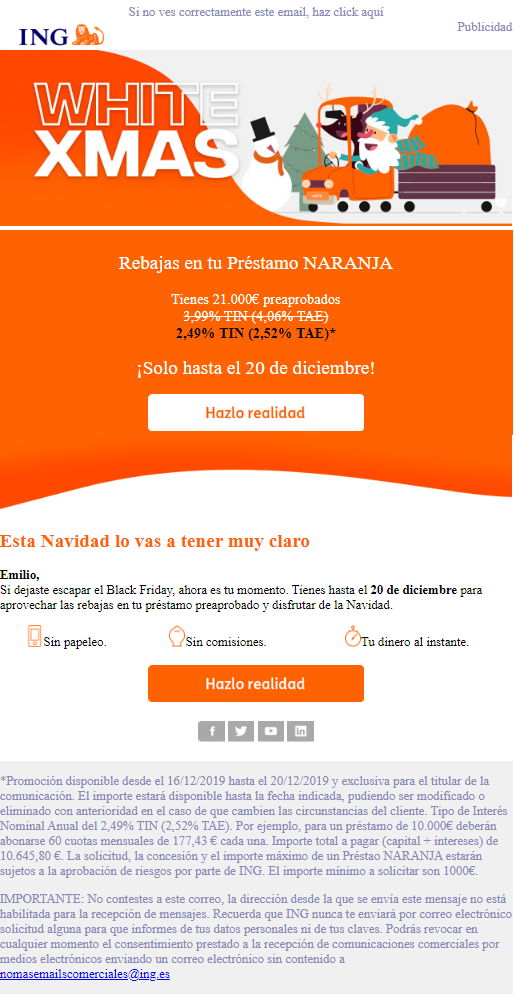 Si no ves correctamente este email, haz click aquí
Publicidad
ING
WHITE
XMAS
Rebajas en tu Préstamo NARANJA
Tienes 21.000€ preaprobados
3,99% TIN (4,06% TAE)
2,49% TIN (2,52% TAE)*
¡Solo hasta el 20 de diciembre!
Hazlo realidad
Esta Navidad lo vas a tener muy claro
Emilio,
Si dejaste escapar el Black Friday, ahora es tu momento. Tienes hasta el 20 de diciembre para
aprovechar las rebajas en tu préstamo preaprobado y disfrutar de la Navidad.
Sin papeleo. Sin comisiones. Tu dinero al instante.
Hazlo realidad
*Promoción disponible desde el 16/12/2019 hasta el 20/12/2019 y exclusiva para el titular de la
comunicación. El importe estará disponible hasta la fecha indicada, pudiendo ser modificado o
eliminado con anterioridad en el caso de que cambien las circunstancias del cliente. Tipo de Interés
Nominal Anual del 2,49% TIN (2,52% TAE). Por ejemplo, para un préstamo de 10.000€ deberán
abonarse 60 cuotas mensuales de 177,43 € cada una. Importe total a pagar (capital + intereses) de
10.645,80 €. La solicitud, la concesión y el importe máximo de un Préstao NARANJA estarán
sujetos a la aprobación de riesgos por parte de ING. El importe mínimo a solicitar son 1000€.
IMPORTANTE: No contestes a este correo, la dirección desde la que se envía este mensaje no está
habilitada para la recepción de mensajes. Recuerda que ING nunca te enviará por correo electrónico
solicitud alguna para que informes de tus datos personales ni de tus claves. Podrás revocar en
cualquier momento el consentimiento prestado a la recepción de comunicaciones comerciales por
medios electrónicos enviando un correo electrónico sin contenido a
nomasemailscomerciales@ing.es